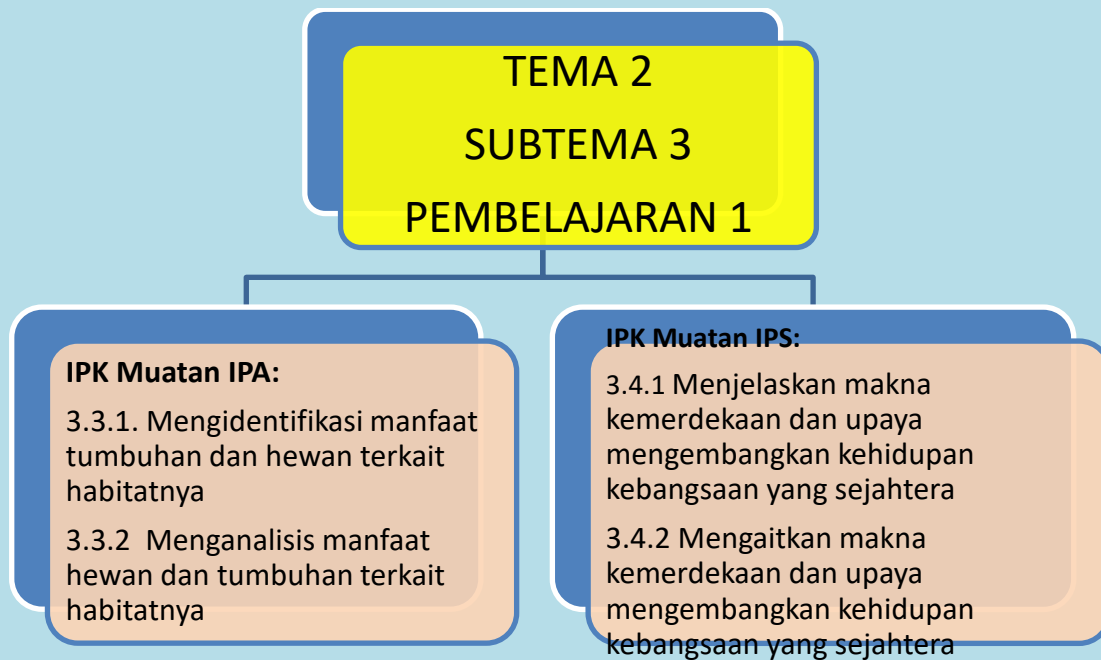 TEMA 2
SUBTEMA 3
PEMBELAJARAN 1
IPK Muatan IPA:
3.3.1. Mengidentifikasi manfaat
tumbuhan dan hewan terkait
habitatnya
3.3.2 Menganalisis manfaat
hewan dan tumbuhan terkait
habitatnya
IPK Muatan IPS:
3.4.1 Menjelaskan makna
kemerdekaan dan upaya
mengembangkan kehidupan
kebangsaan yang sejahtera
3.4.2 Mengaitkan makna
kemerdekaan dan upaya
mengembangkan kehidupan
kebangsaan yang sejahtera